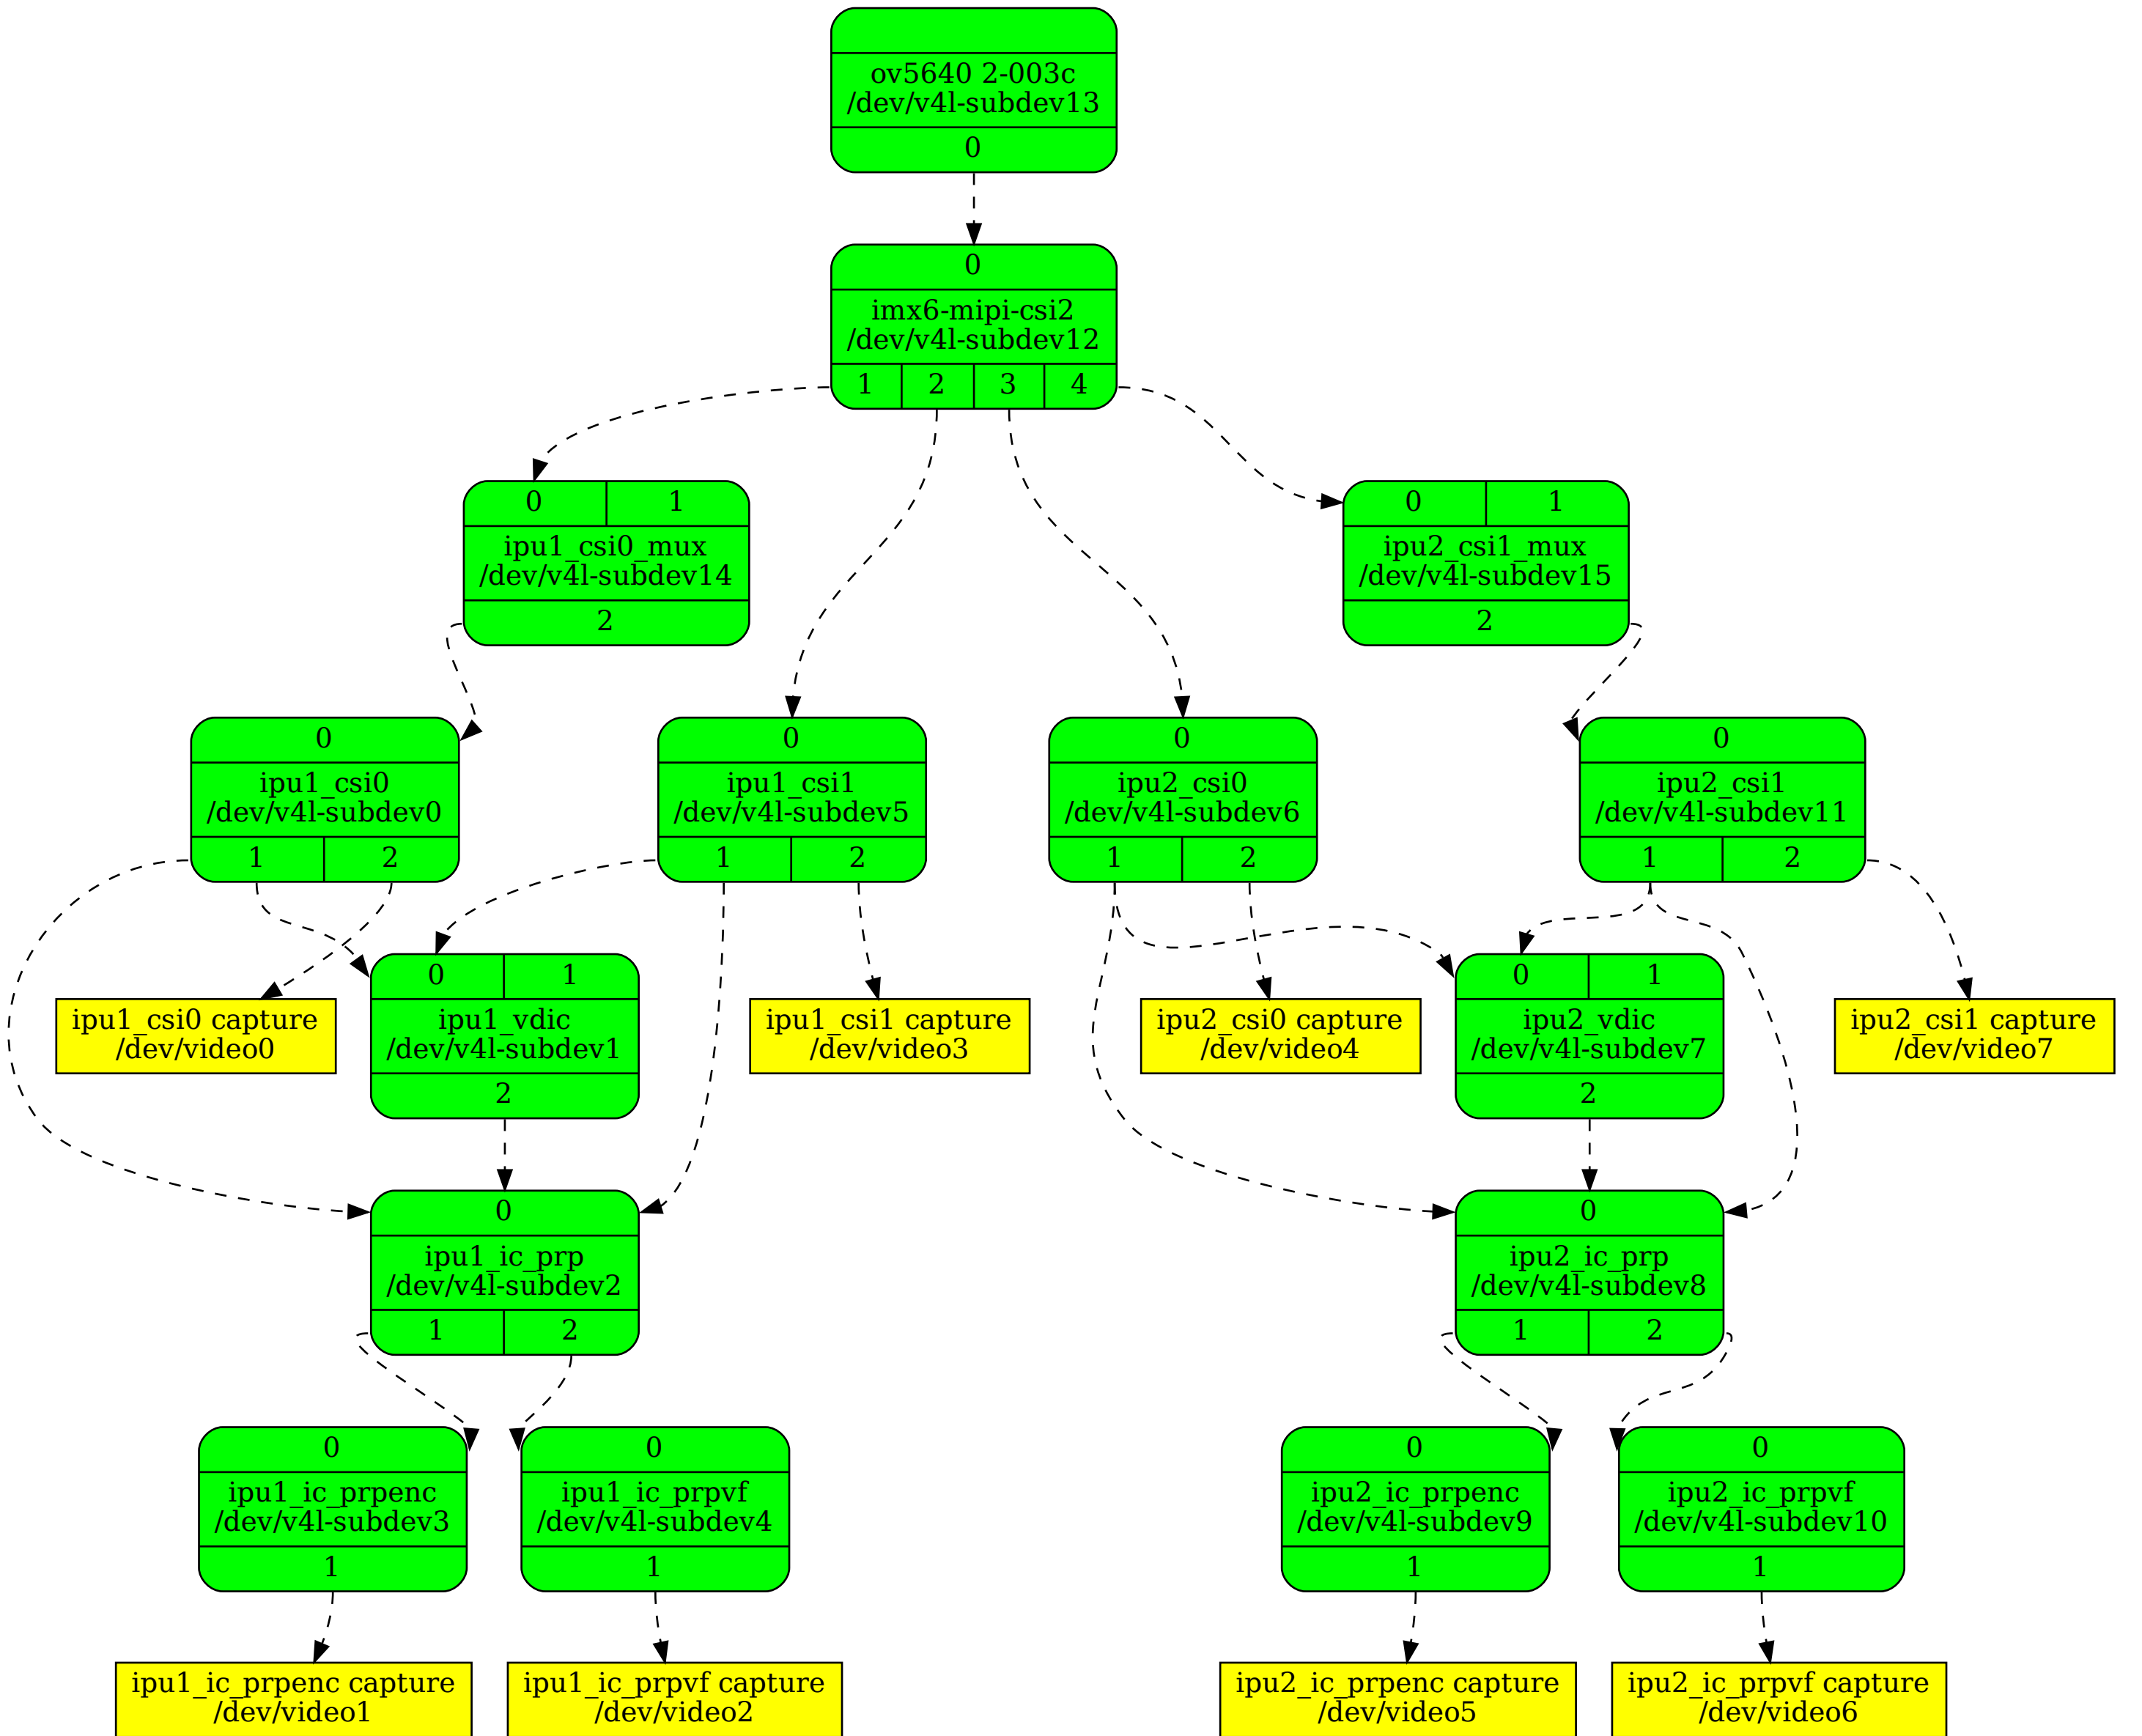 ov5640 2-003c
/dev/v4l-subdev13
0
0
imx6-mipi-csi2
/dev/v4l-subdev12
1 2 3 4
0 1
ipu1_csi0_mux
/dev/v4l-subdev14
2
0 1
ipu2_csi1_mux
/dev/v4l-subdev15
2
0
ipu1_csi0
/dev/v4l-subdev0
1 2
0
ipu1_csi1
/dev/v4l-subdev5
1 2
0
ipu2_csi0
/dev/v4l-subdev6
1 2
0
ipu2_csi1
/dev/v4l-subdev11
1 2
ipu1_csi0 capture
/dev/video0
0 1
ipu1_vdic
/dev/v4l-subdev1
2
ipu1_csi1 capture
/dev/video3
ipu2_csi0 capture
/dev/video4
0 1
ipu2_vdic
/dev/v4l-subdev7
2
ipu2_csi1 capture
/dev/video7
0
ipu1_ic_prp
/dev/v4l-subdev2
1 2
0
ipu2_ic_prp
/dev/v4l-subdev8
1 2
0
ipu1_ic_prpenc
/dev/v4l-subdev3
1
0
ipu1_ic_prpvf
/dev/v4l-subdev4
1
0
ipu2_ic_prpenc
/dev/v4l-subdev9
1
0
ipu2_ic_prpvf
/dev/v4l-subdev10
1
ipu1_ic_prpenc capture
/dev/video1
ipu1_ic_prpvf capture
/dev/video2
ipu2_ic_prpenc capture
/dev/video5
ipu2_ic_prpvf capture
/dev/video6